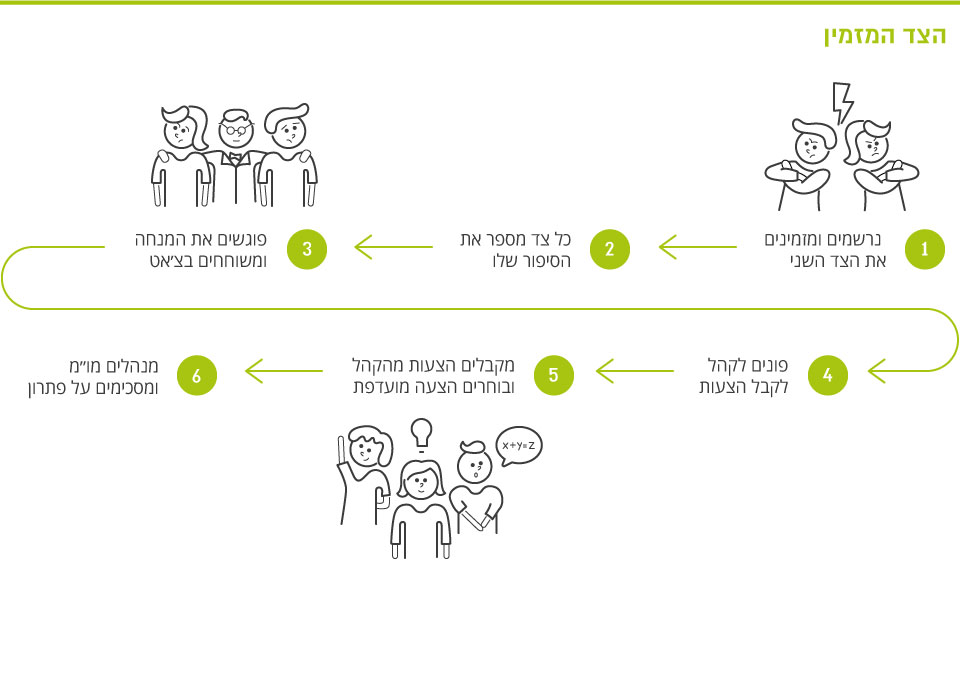 הצד המזמין
1
נרשמים ומזמינים
את הצד השני
2
כל צד מספר את
הסיפור שלו
3
פוגשים את המנחה
ומשוחחים בצ׳אט
4
פונים לקהל
לקבל הצעות
5
מקבלים הצעות מהקהל
ובוחרים הצעה מועדפת
x+y=z
6
מנהלים מו״מ
ומסכימים על פתרון